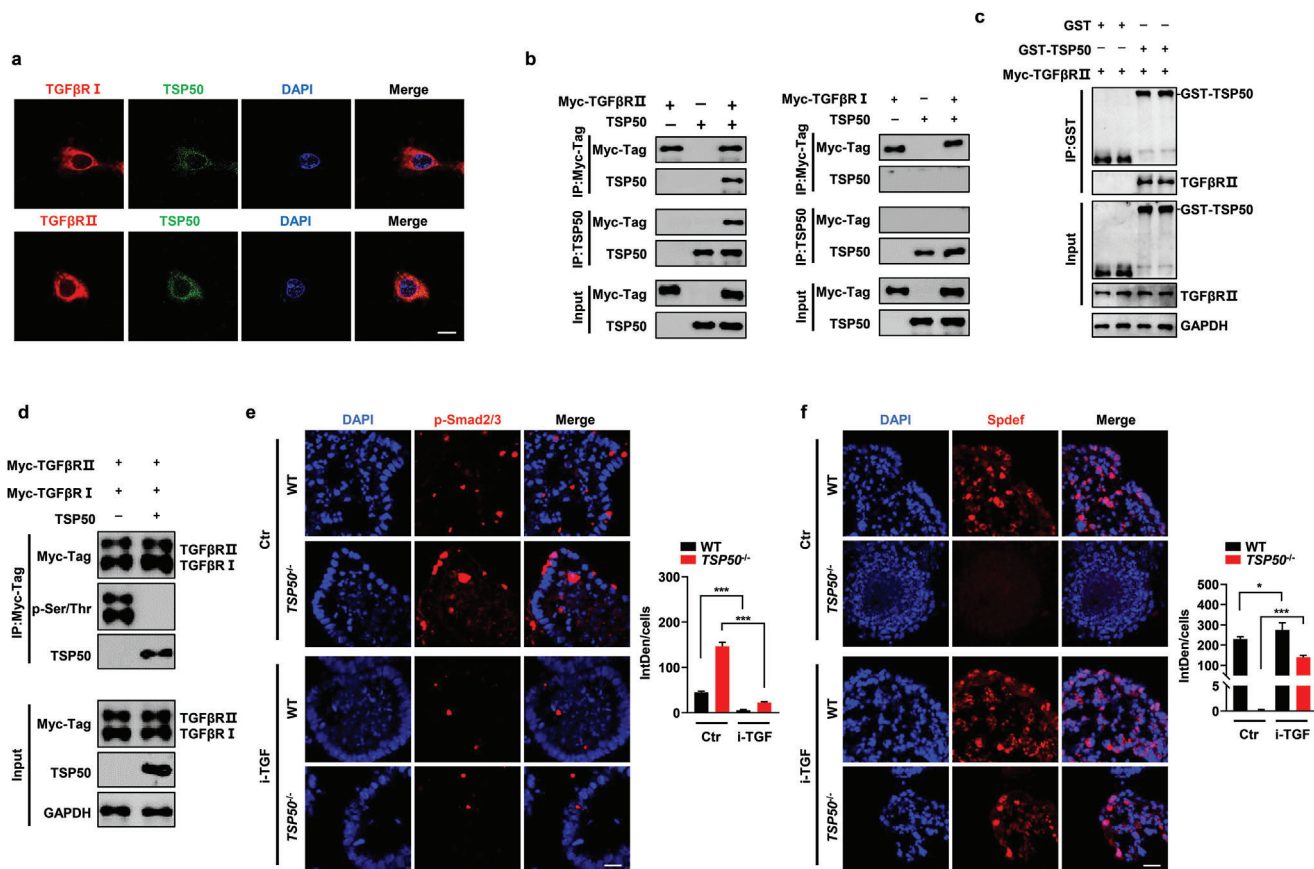 a
TGFβR I TSP50 DAPI Merge
TGFβRⅡ TSP50 DAPI Merge
b
Myc-TGFβRⅡ + − +
TSP50 − + +
IP:Myc-Tag
Myc-Tag
TSP50
IP:TSP50
Myc-Tag
TSP50
Input
Myc-Tag
TSP50
Myc-TGFβR I + − +
TSP50 − + +
IP:Myc-Tag
Myc-Tag
TSP50
IP:TSP50
Myc-Tag
TSP50
Input
Myc-Tag
TSP50
c
GST + + − −
GST-TSP50 − − + +
Myc-TGFβRⅡ + + + +
IP:GST
-GST-TSP50
TGFβRⅡ
Input
-GST-TSP50
TGFβRⅡ
GAPDH
d
Myc-TGFβRⅡ + +
Myc-TGFβR I + +
TSP50 − +
IP:Myc-Tag
Myc-Tag TGFβRⅡ
TGFβR I
p-Ser/Thr
TSP50
Input
Myc-Tag TGFβRⅡ
TGFβR I
TSP50
GAPDH
e
DAPI p-Smad2/3 Merge
Ctr
WT
TSP50-/-
i-TGF
WT
TSP50-/-
WT
TSP50-/-
IntDen/cells
300
200
100
0
***
***
Ctr i-TGF
f
DAPI Spdef Merge
Ctr
WT
TSP50-/-
i-TGF
WT
TSP50-/-
WT
TSP50-/-
IntDen/cells
500
400
300
200
100
5
0
*
***
Ctr i-TGF